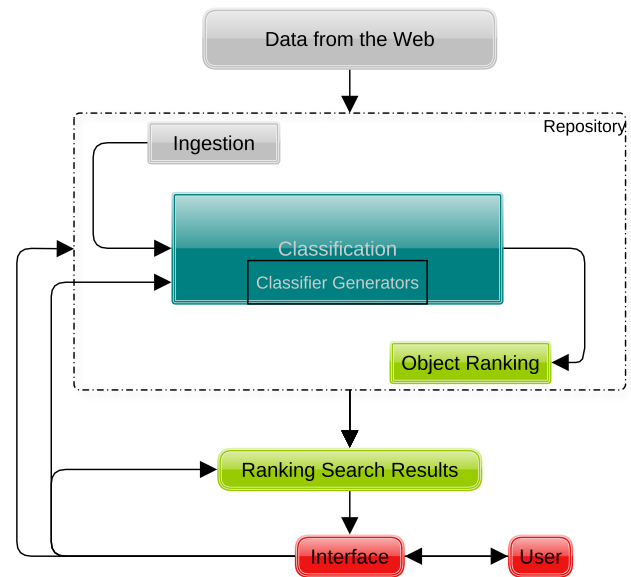 Data from the Web
Repository
Ingestion
Classification
Classifier Generators
Object Ranking
Ranking Search Results
Interface
User